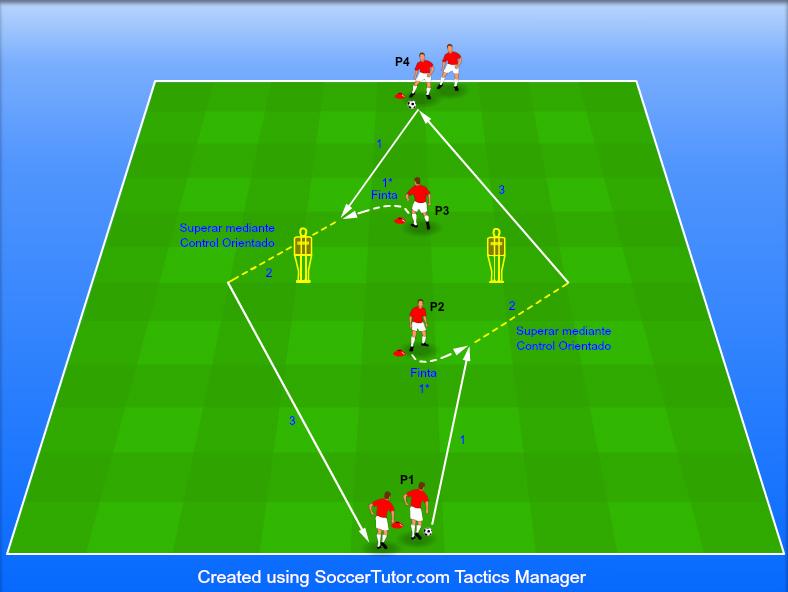 P4
1
1*
Finta
3
P3
Superar mediante
Control Orientado
2
P2
2
Superar mediante
Control Orientado
Finta
1*
3
1
P1
Created using SoccerTutor.com Tactics Manager